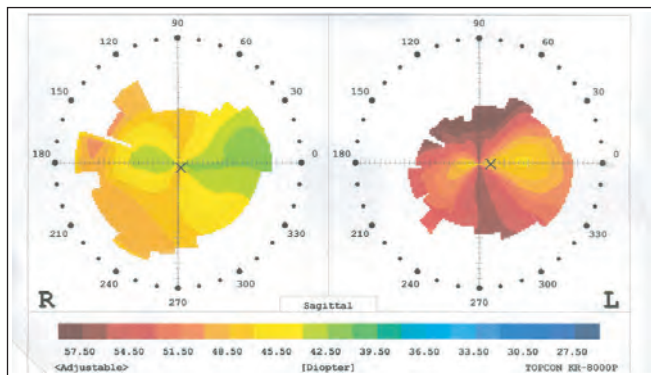 90 90
120 60 120 60
150 30 150 30
180 0 180 0
210 330 210 330
240 300 240 300
270 270
R Sagittal L
57.50 54.50 51.50 48.50 45.50 42.50 39.50 36.50 33.50 30.50 27.50
<Adjustable> [Diopter] TOPCON KR-8000P